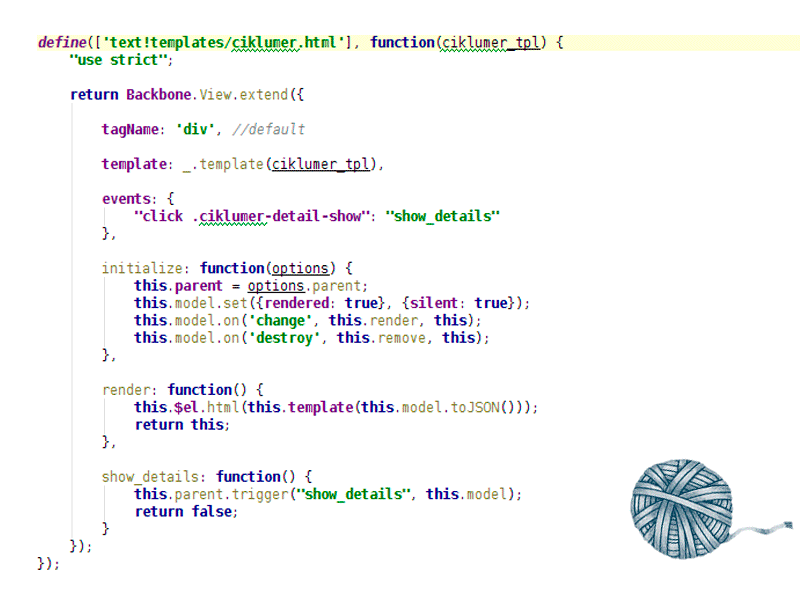 define(['text!templates/ciklumer.html'], function(ciklumer_tpl) {
    "use strict";

    return Backbone.View.extend({

        tagName: 'div', //default

        template: _.template(ciklumer_tpl),

        events: {
            "click .ciklumer-detail-show": "show_details"
        },

        initialize: function(options) {
            this.parent = options.parent;
            this.model.set({rendered: true}, {silent: true});
            this.model.on('change', this.render, this);
            this.model.on('destroy', this.remove, this);
        },

        render: function() {
            this.$el.html(this.template(this.model.toJSON()));
            return this;
        },

        show_details: function() {
            this.parent.trigger("show_details", this.model);
            return false;
        }
    });
});